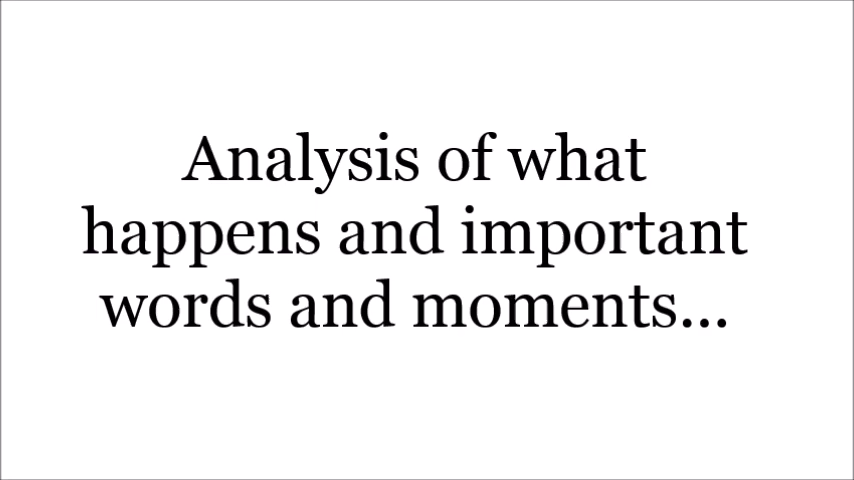 Analysis of what
happens and important
words and moments...